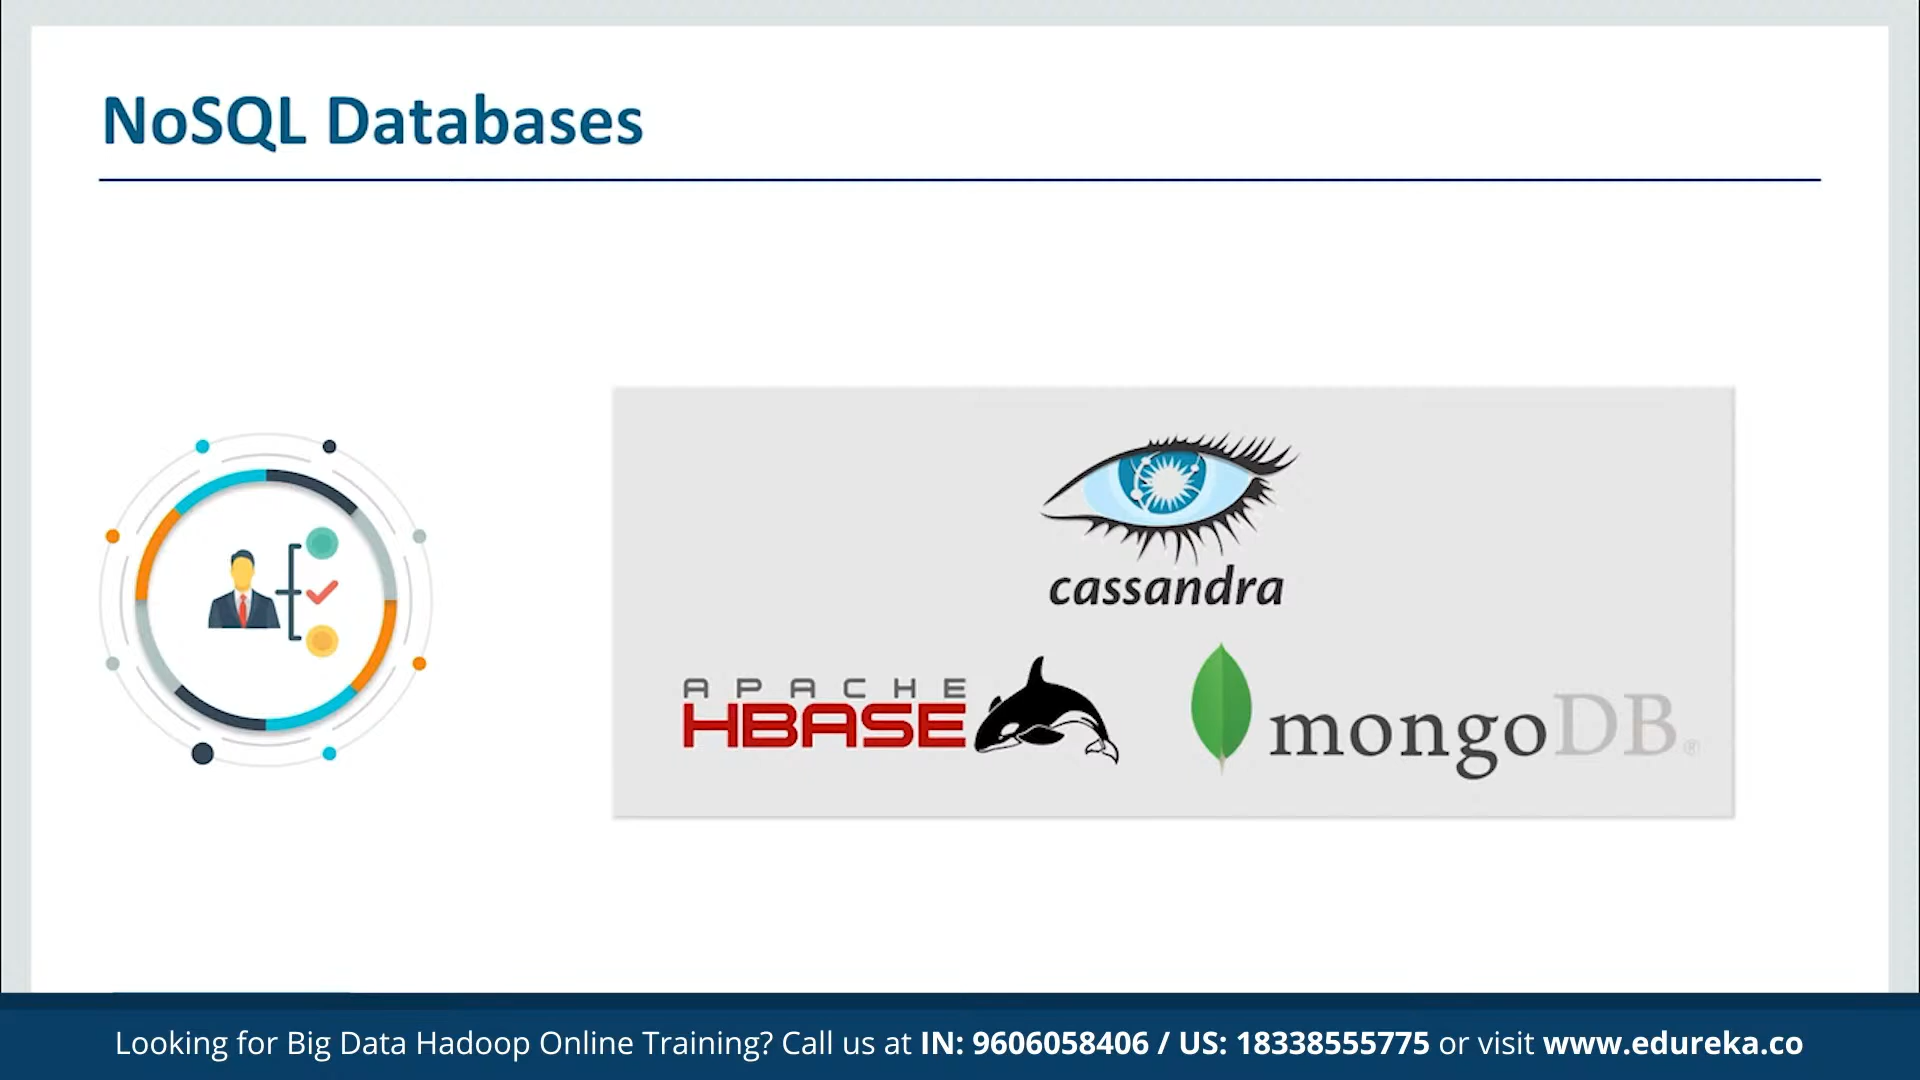 NoSQL Databases
cassandra
APACHE
HBASE
mongoDB®
Looking for Big Data Hadoop Online Training? Call us at IN: 9606058406 / US: 18338555775 or visit www.edureka.co